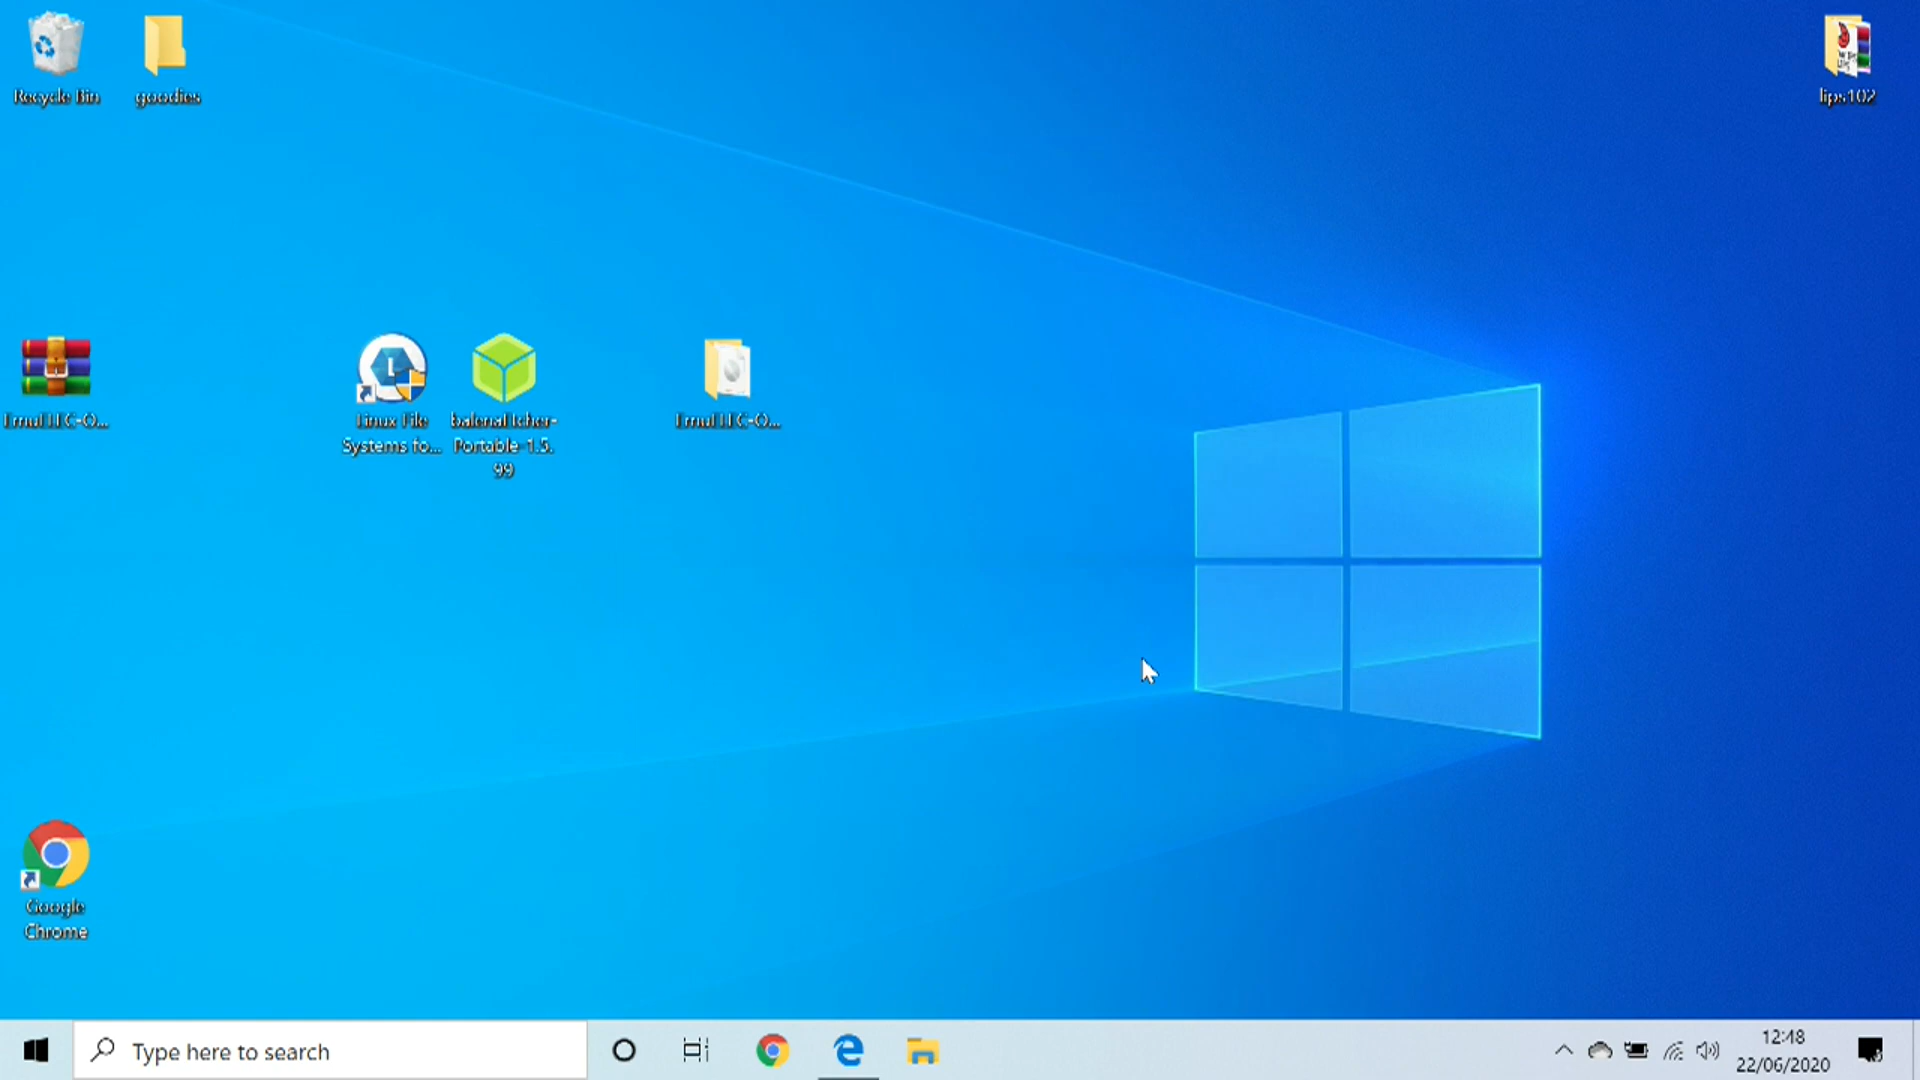 Recycle Bin
goodies
lips102
Linux File
Systems fo...
balenaEtcher-
Portable-1.5.
99
Google
Chrome
Type here to search
12:48
22/06/2020